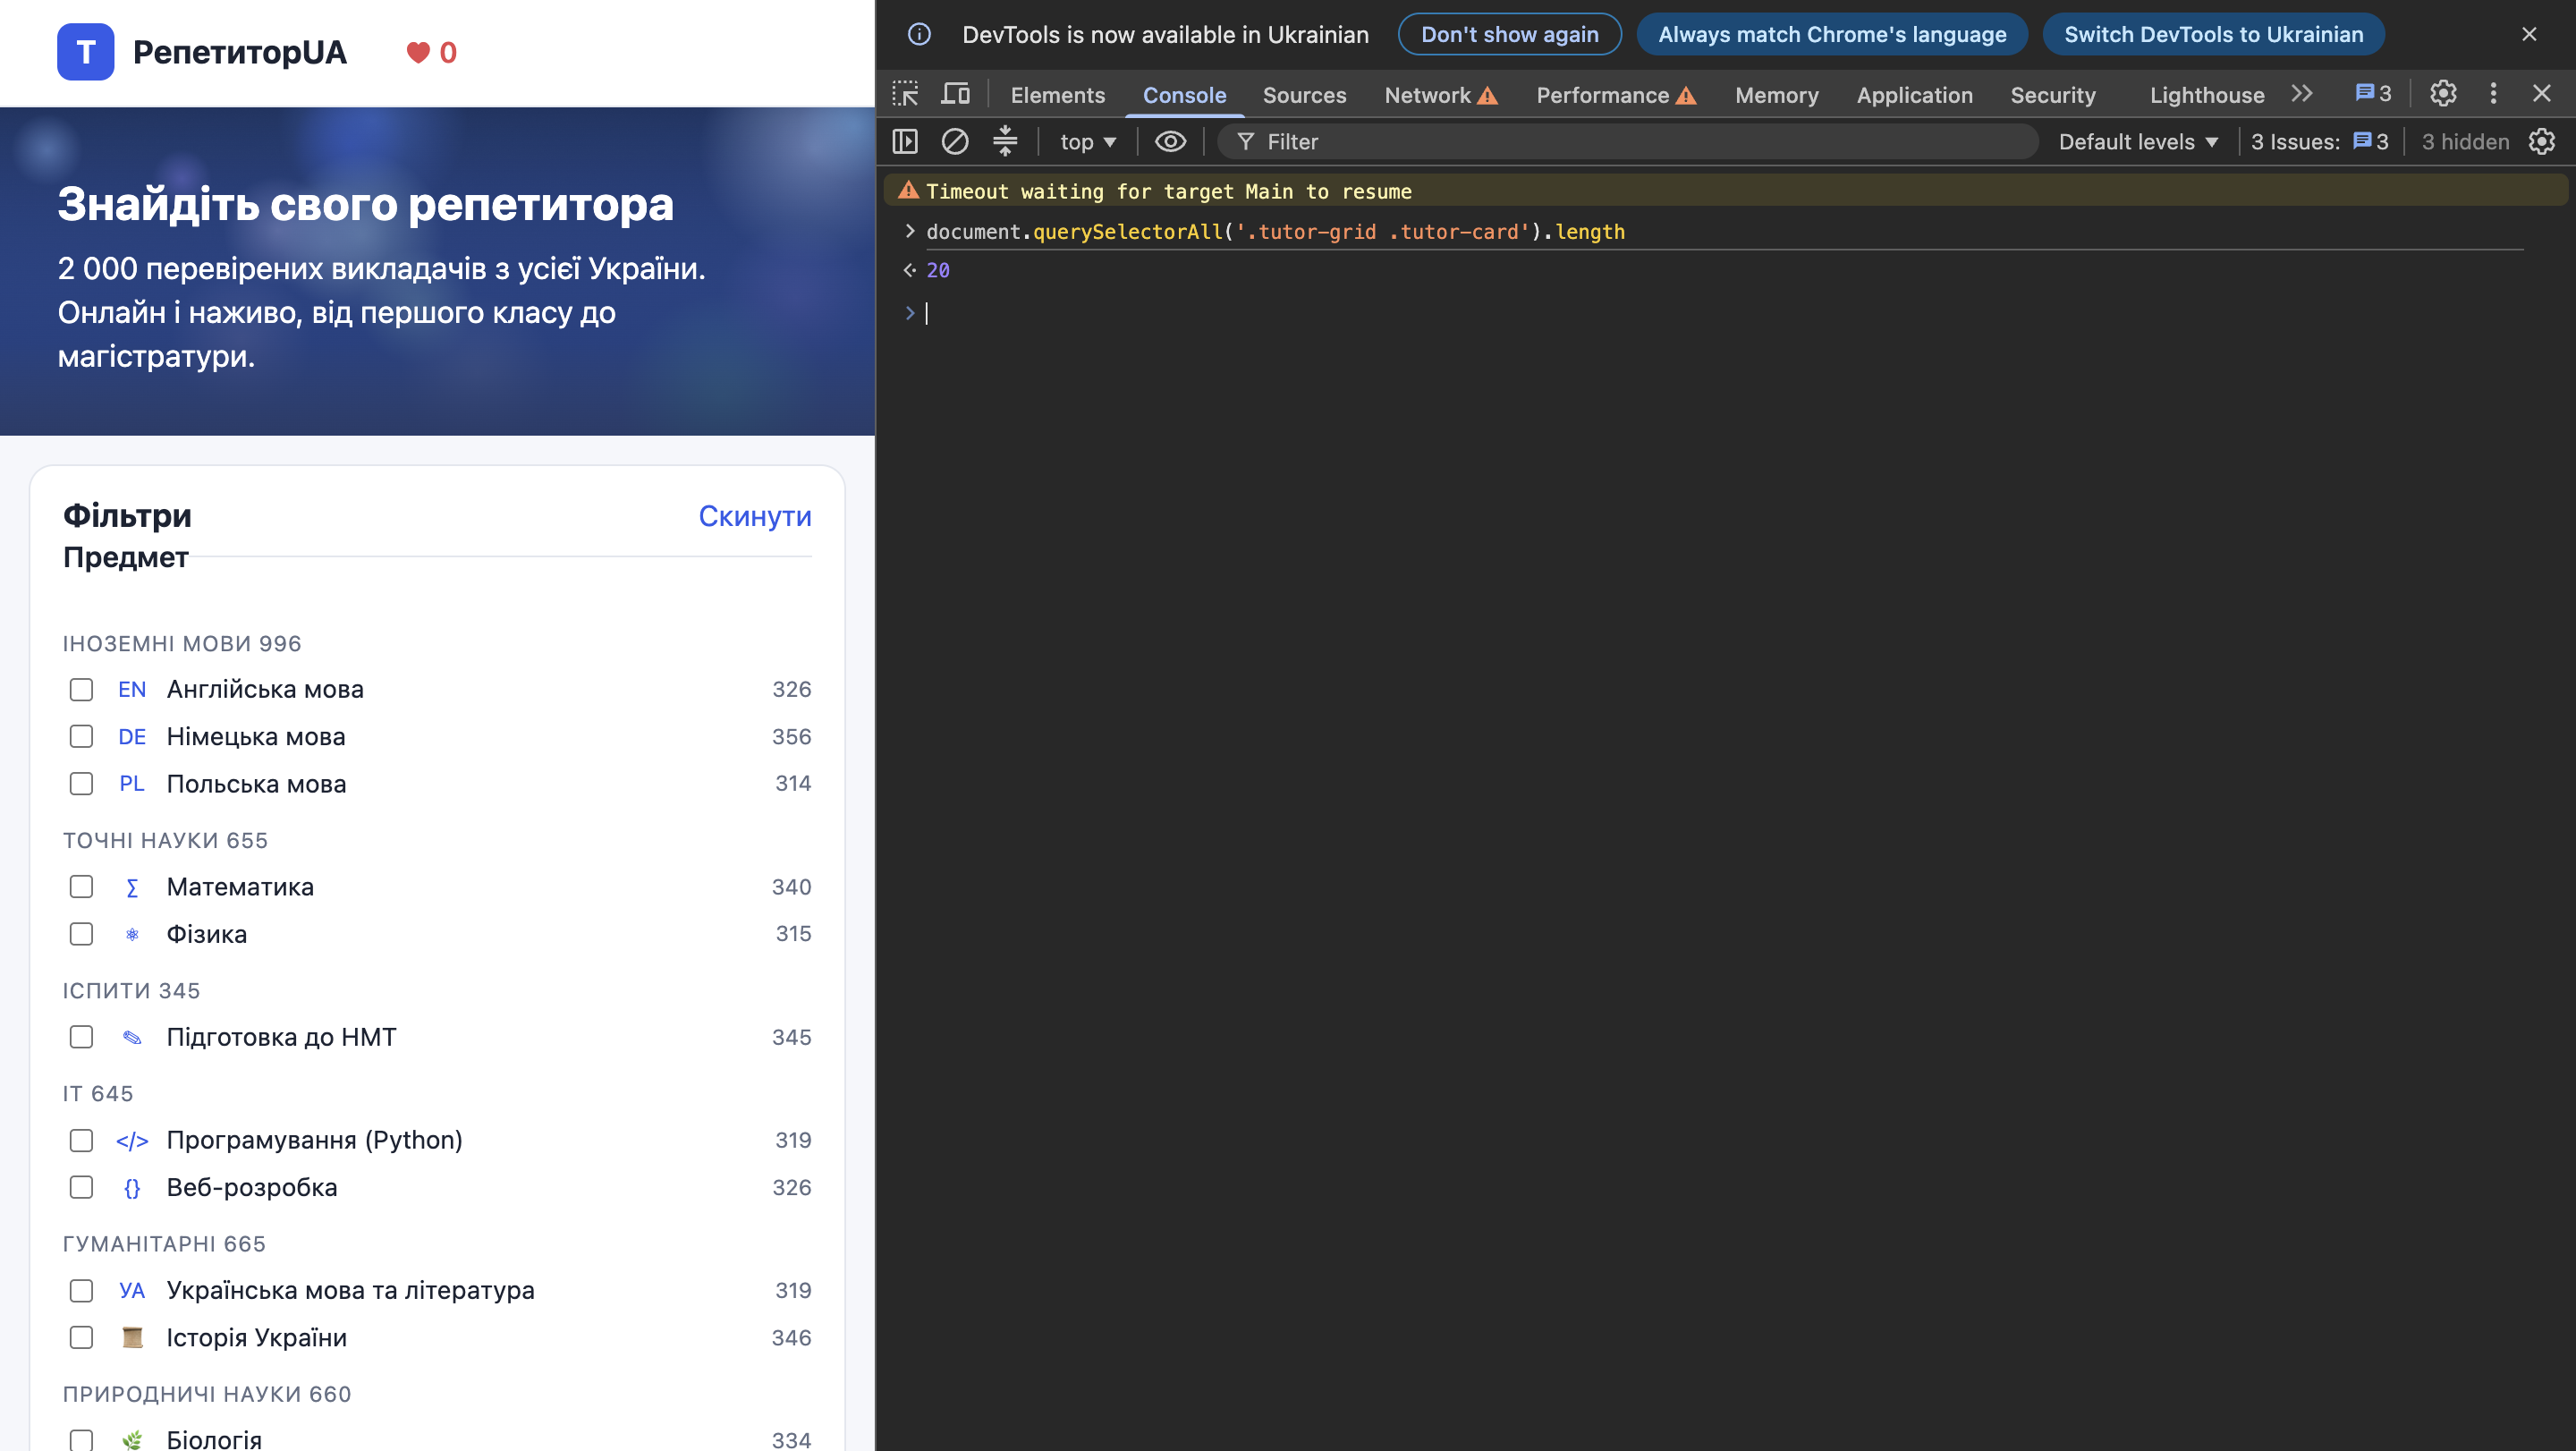 T РепетиторUA 0
Знайдіть свого репетитора
2 000 перевірених викладачів з усієї України.
Онлайн і наживо, від першого класу до
магістратури.
Фільтри Скинути
Предмет
ІНОЗЕМНІ МОВИ 996
EN Англійська мова 326
DE Німецька мова 356
PL Польська мова 314
ТОЧНІ НАУКИ 655
∑ Математика 340
⚛ Фізика 315
ІСПИТИ 345
✎ Підготовка до НМТ 345
IT 645
</> Програмування (Python) 319
{} Веб-розробка 326
ГУМАНІТАРНІ 665
УА Українська мова та література 319
Історія України 346
ПРИРОДНИЧІ НАУКИ 660
Біологія 334
DevTools is now available in Ukrainian Don't show again Always match Chrome's language Switch DevTools to Ukrainian
Elements Console Sources Network Performance Memory Application Security Lighthouse 3
top Filter Default levels 3 Issues: 3 3 hidden
Timeout waiting for target Main to resume
document.querySelectorAll('.tutor-grid .tutor-card').length
20